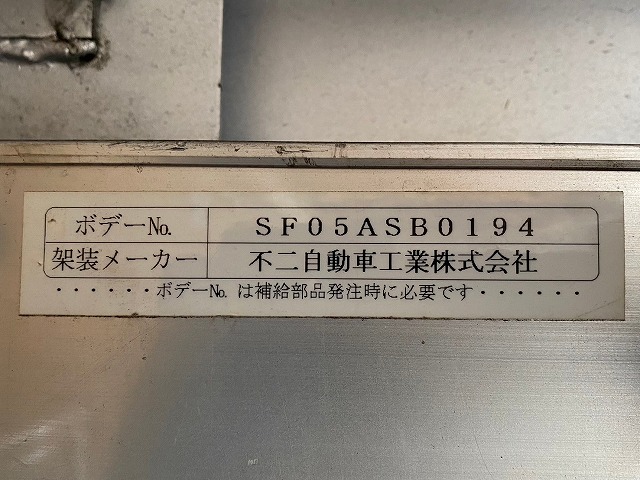 ボデー№ ＳＦ０５ＡＳＢ０１９４
架装メーカー 不二自動車工業株式会社
・・・・・・ボデー№ は補給部品発注時に必要です・・・・・・